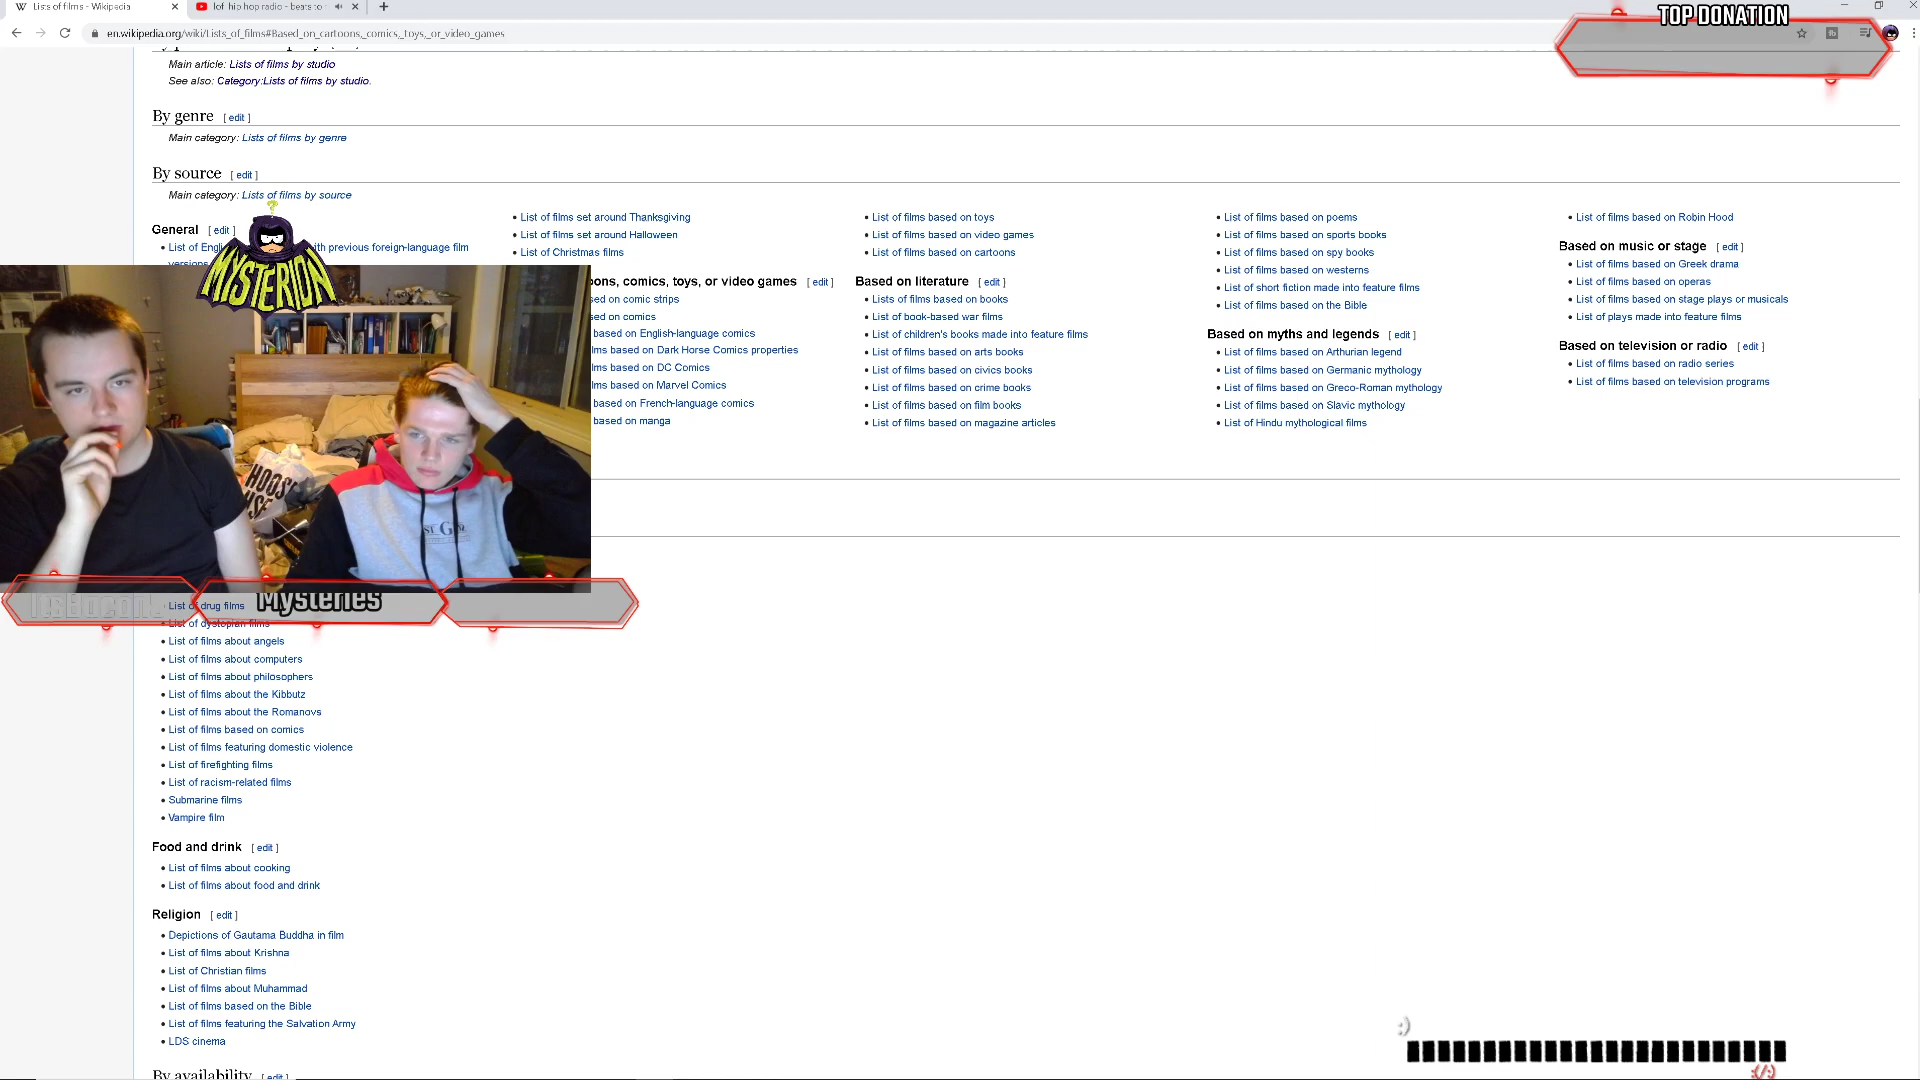 Lists of films - Wikipedia
lofi hip hop radio - beats to
en.wikipedia.org/wiki/Lists_of_films#Based_on_cartoons,_comics,_toys,_or_video_games
TOP DONATION
Main article: Lists of films by studio
See also: Category:Lists of films by studio.
By genre [ edit ]
Main category: Lists of films by genre
By source [ edit ]
Main category: Lists of films by source
General [ edit ]
• List of Engli
ith previous foreign-language film
versions
?
MYSTERION
• List of films set around Thanksgiving
• List of films set around Halloween
• List of Christmas films
ons, comics, toys, or video games [ edit ]
sed on comic strips
sed on comics
based on English-language comics
lms based on Dark Horse Comics properties
lms based on DC Comics
lms based on Marvel Comics
based on French-language comics
based on manga
• List of films based on toys
• List of films based on video games
• List of films based on cartoons
Based on literature [ edit ]
• Lists of films based on books
• List of book-based war films
• List of children's books made into feature films
• List of films based on arts books
• List of films based on civics books
• List of films based on crime books
• List of films based on film books
• List of films based on magazine articles
• List of films based on poems
• List of films based on sports books
• List of films based on spy books
• List of films based on westerns
• List of short fiction made into feature films
• List of films based on the Bible
Based on myths and legends [ edit ]
• List of films based on Arthurian legend
• List of films based on Germanic mythology
• List of films based on Greco-Roman mythology
• List of films based on Slavic mythology
• List of Hindu mythological films
• List of films based on Robin Hood
Based on music or stage [ edit ]
• List of films based on Greek drama
• List of films based on operas
• List of films based on stage plays or musicals
• List of plays made into feature films
Based on television or radio [ edit ]
• List of films based on radio series
• List of films based on television programs
Mysteries
• List of drug films
• List of dystopian films
• List of films about angels
• List of films about computers
• List of films about philosophers
• List of films about the Kibbutz
• List of films about the Romanovs
• List of films based on comics
• List of films featuring domestic violence
• List of firefighting films
• List of racism-related films
• Submarine films
• Vampire film
Food and drink [ edit ]
• List of films about cooking
• List of films about food and drink
Religion [ edit ]
• Depictions of Gautama Buddha in film
• List of films about Krishna
• List of Christian films
• List of films about Muhammad
• List of films based on the Bible
• List of films featuring the Salvation Army
• LDS cinema
By availability [ edit ]
:)
:(/:)